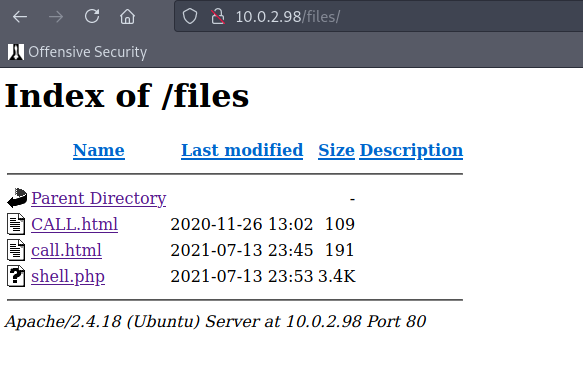 10.0.2.98/files/
Offensive Security
Index of /files
Name Last modified Size Description
Parent Directory -
CALL.html 2020-11-26 13:02 109
call.html 2021-07-13 23:45 191
shell.php 2021-07-13 23:53 3.4K
Apache/2.4.18 (Ubuntu) Server at 10.0.2.98 Port 80